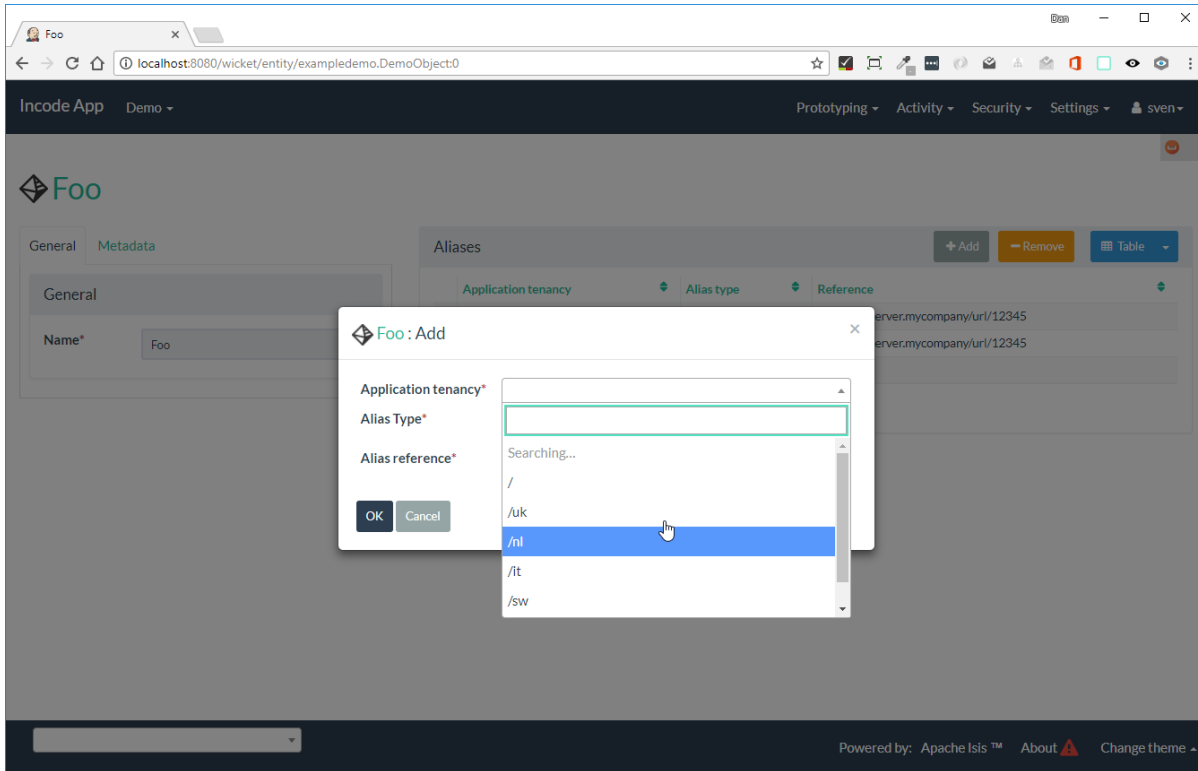 Foo
Dan
localhost:8080/wicket/entity/exampledemo.DemoObject:0
Incode App Demo Prototyping Activity Security Settings sven
Foo
General Metadata
Aliases + Add − Remove Table
General
Application tenancy Alias type Reference
erver.mycompany/url/12345
Name* Foo
erver.mycompany/url/12345
Foo : Add ×
Application tenancy*
Alias Type*
Alias reference*
Searching...
/
/uk
/nl
/it
/sw
OK Cancel
Powered by: Apache Isis ™ About Change theme